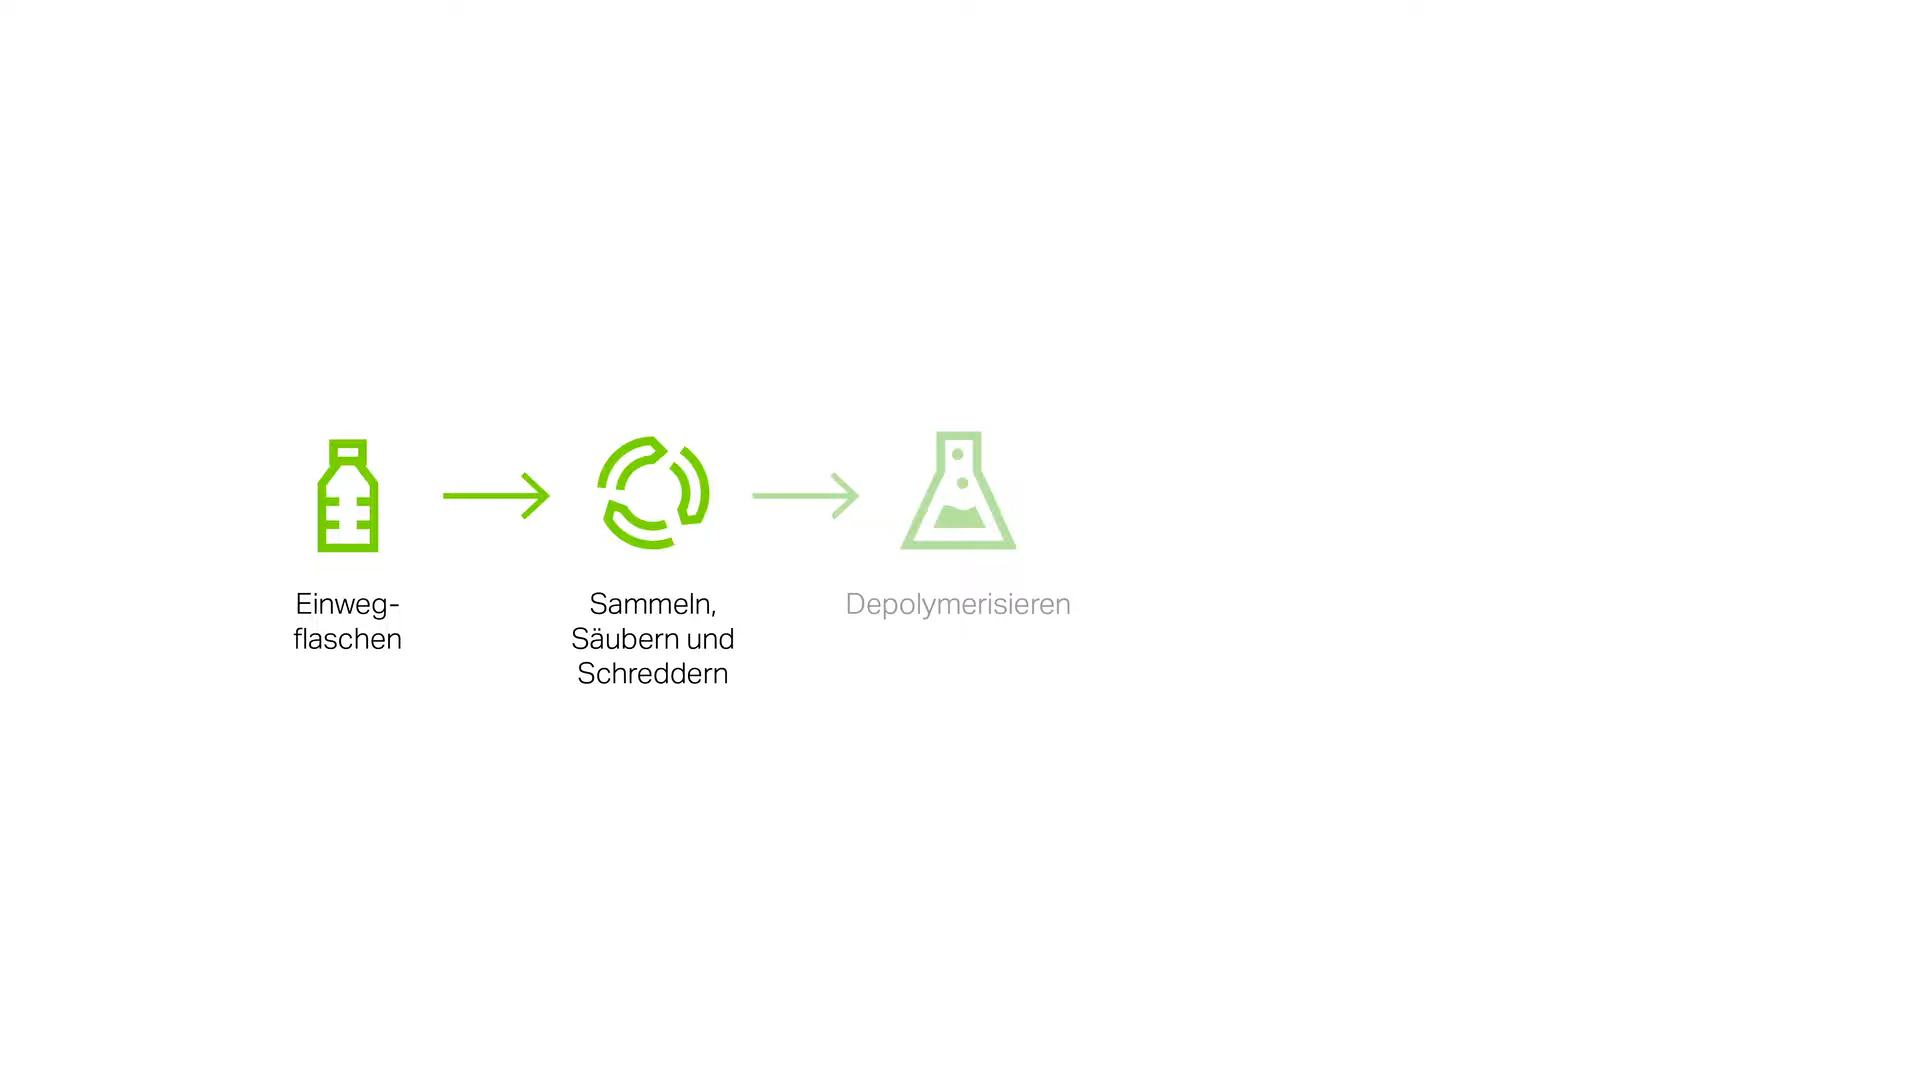 Einweg-
flaschen
Sammeln,
Säubern und
Schreddern
Depolymerisieren